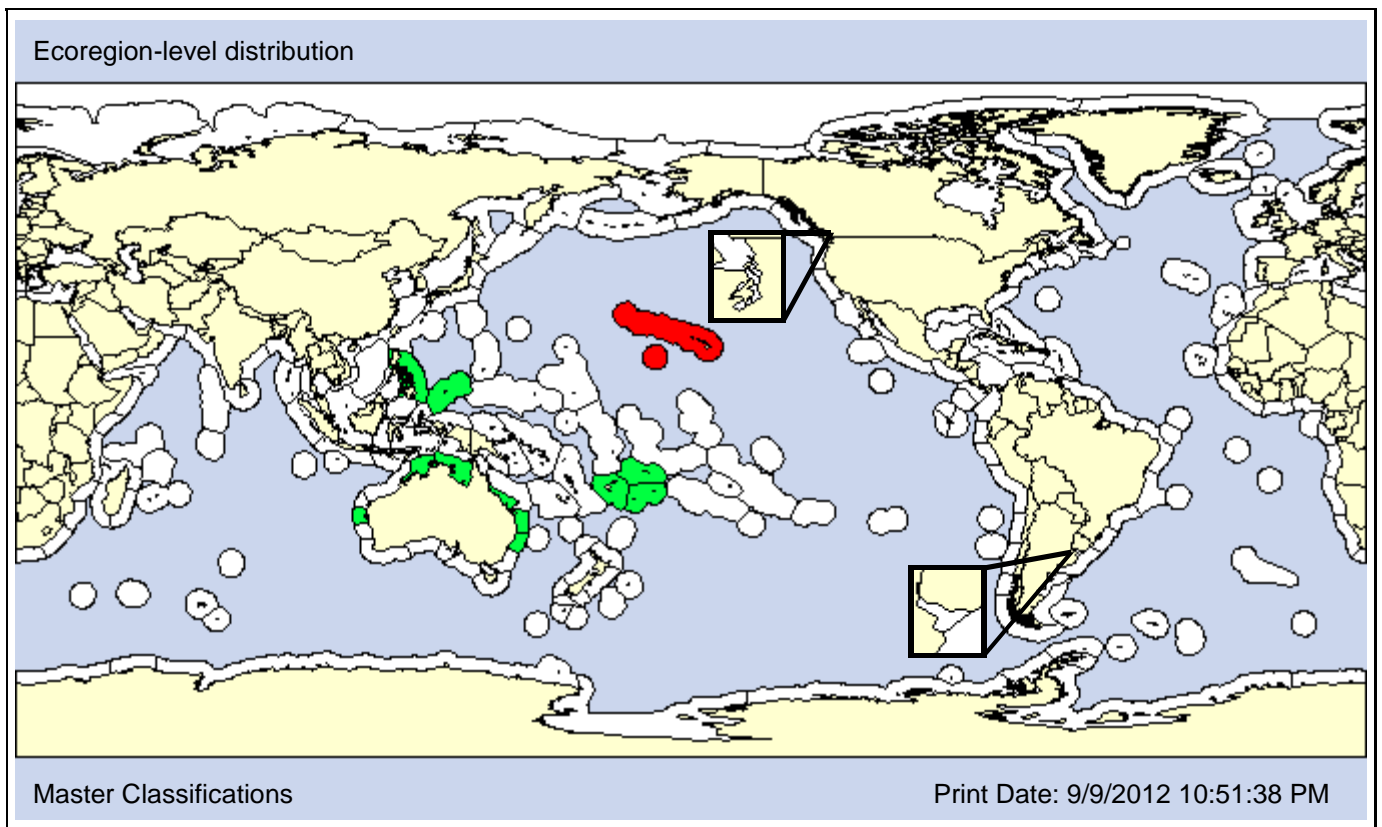 Ecoregion-level distribution
Master Classifications
Print Date: 9/9/2012 10:51:38 PM